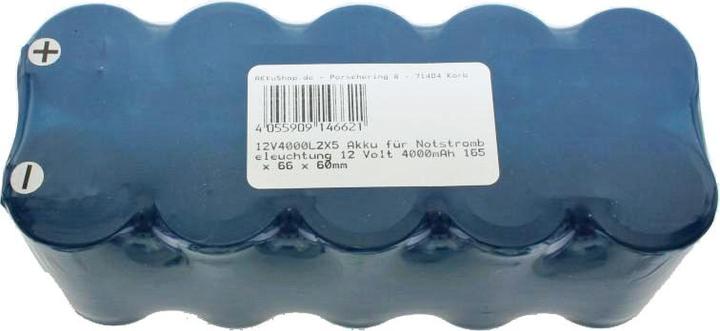 +
AkkuShop.de - Porschering 8 - 71404 Korb
4 055909 146621
12V4000L2X5 Akku für Notstromb
eleuchtung 12 Volt 4000mAh 165
x 66 x 60mm
-